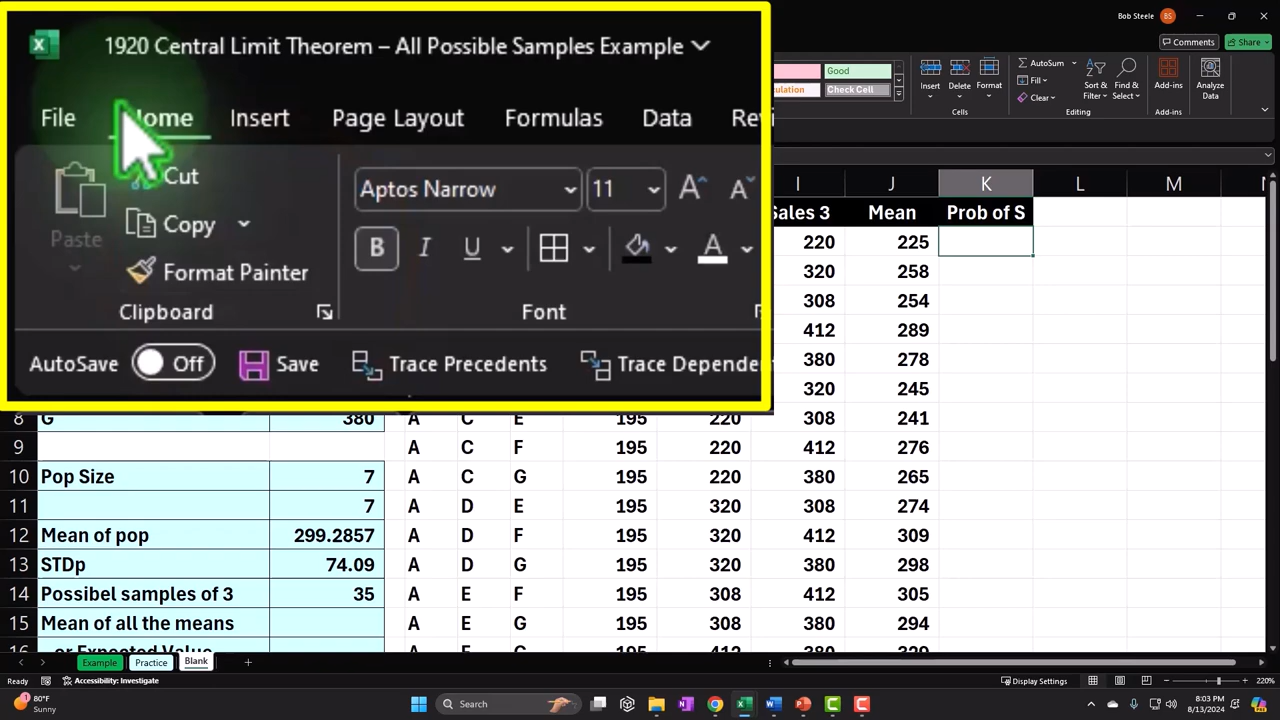 1920 Central Limit Theorem – All Possible Samples Example
Bob Steele BS
File Home Insert Page Layout Formulas Data
Comments Share
Cut
Copy
Paste
Format Painter
Clipboard
Aptos Narrow 11
B I U
Font
Good
Check Cell
Insert Delete Format
Cells
AutoSum
Fill
Clear
Sort & Filter
Find & Select
Editing
Add-ins
Add-ins
Analyze Data
AutoSave Off Save Trace Precedents
I J K L M
Sales 3 Mean Prob of S
220 225
320 258
308 254
412 289
380 278
320 245
8 G 380 A C E 195 220 308 241
9 A C F 195 220 412 276
10 Pop Size 7 A C G 195 220 380 265
11 7 A D E 195 320 308 274
12 Mean of pop 299.2857 A D F 195 320 412 309
13 STDp 74.09 A D G 195 320 380 298
14 Possibel samples of 3 35 A E F 195 308 412 305
15 Mean of all the means A E G 195 308 380 294
16 or Expected Value
Example Practice Blank
Ready Accessibility: Investigate Display Settings 220%
80°F
Sunny
Search
8:03 PM
8/13/2024